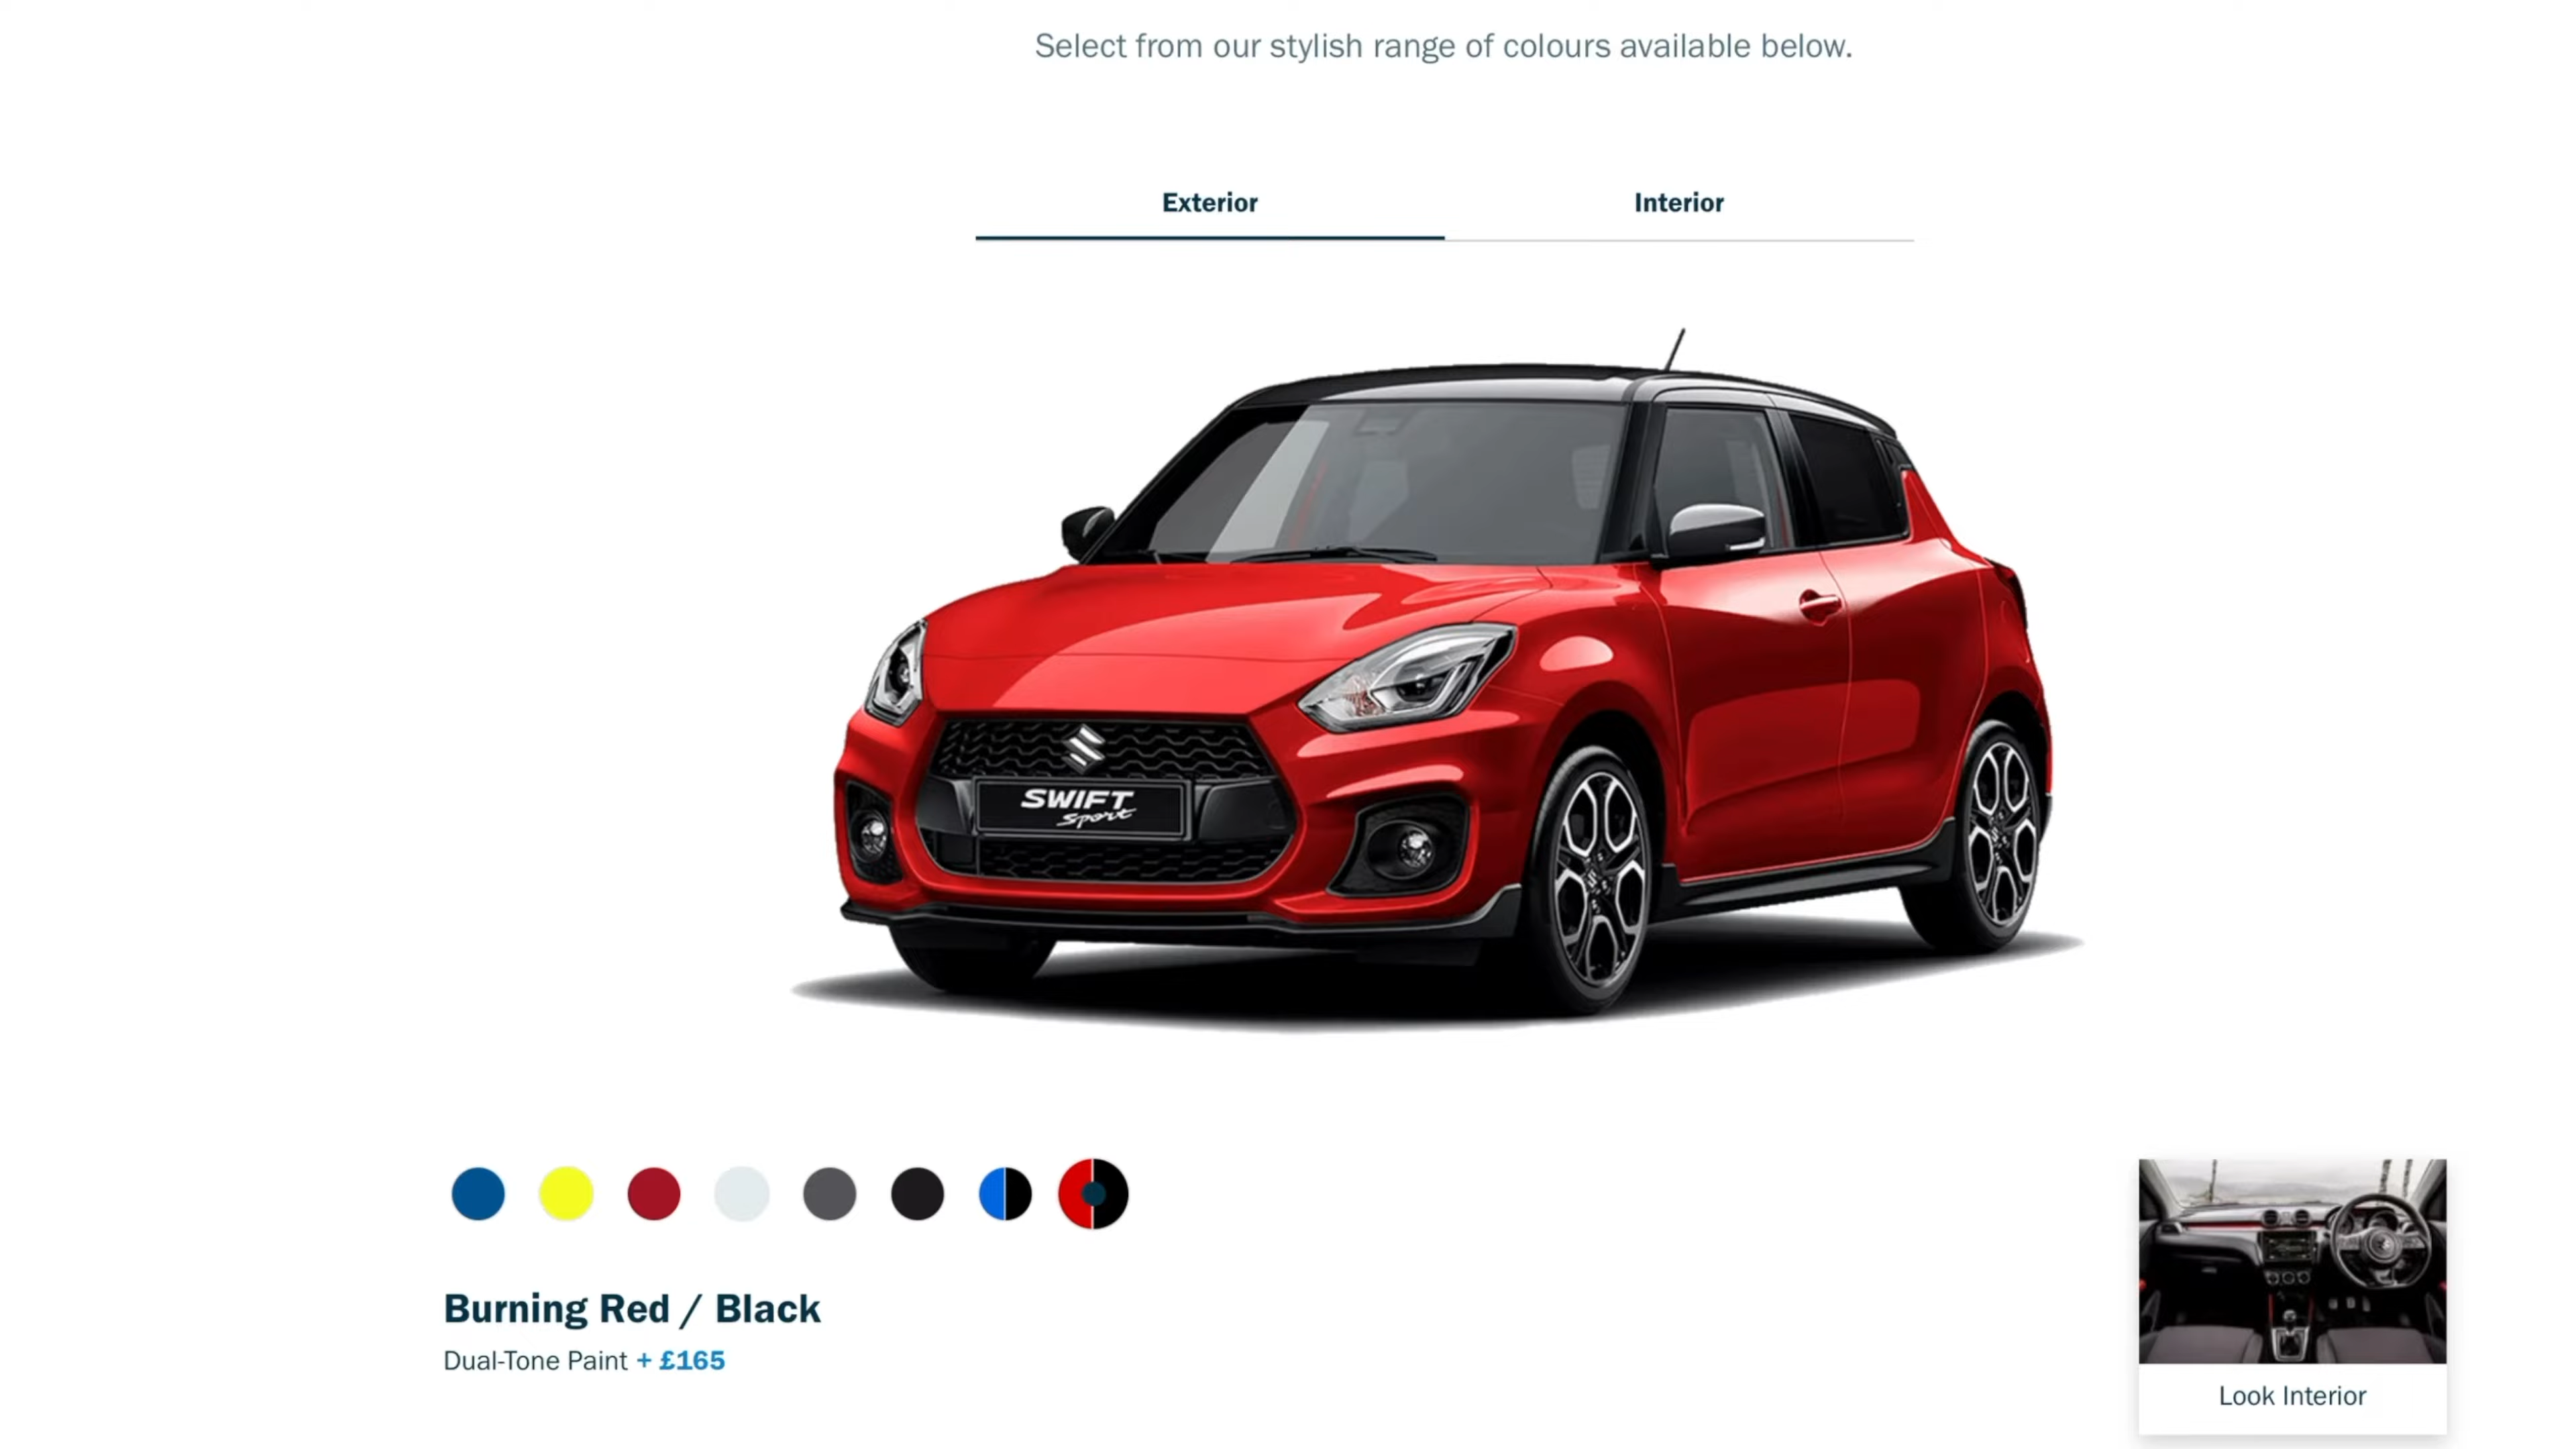 Select from our stylish range of colours available below.
Exterior
Interior
SWIFT
Sport
Burning Red / Black
Dual-Tone Paint + £165
Look Interior